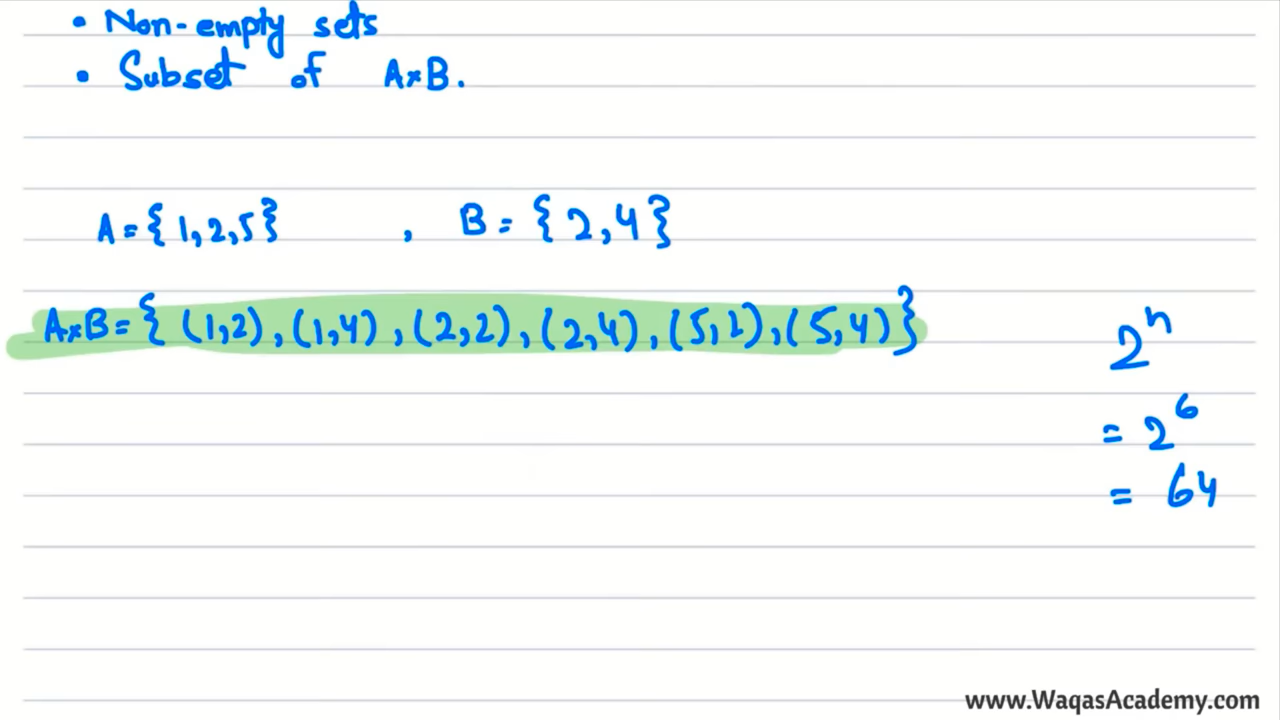 • Non-empty sets
• Subset of A×B.
A={1,2,5} , B={2,4}
A×B={(1,2),(1,4),(2,2),(2,4),(5,2),(5,4)}
2ⁿ
= 2⁶
= 64
www.WaqasAcademy.com